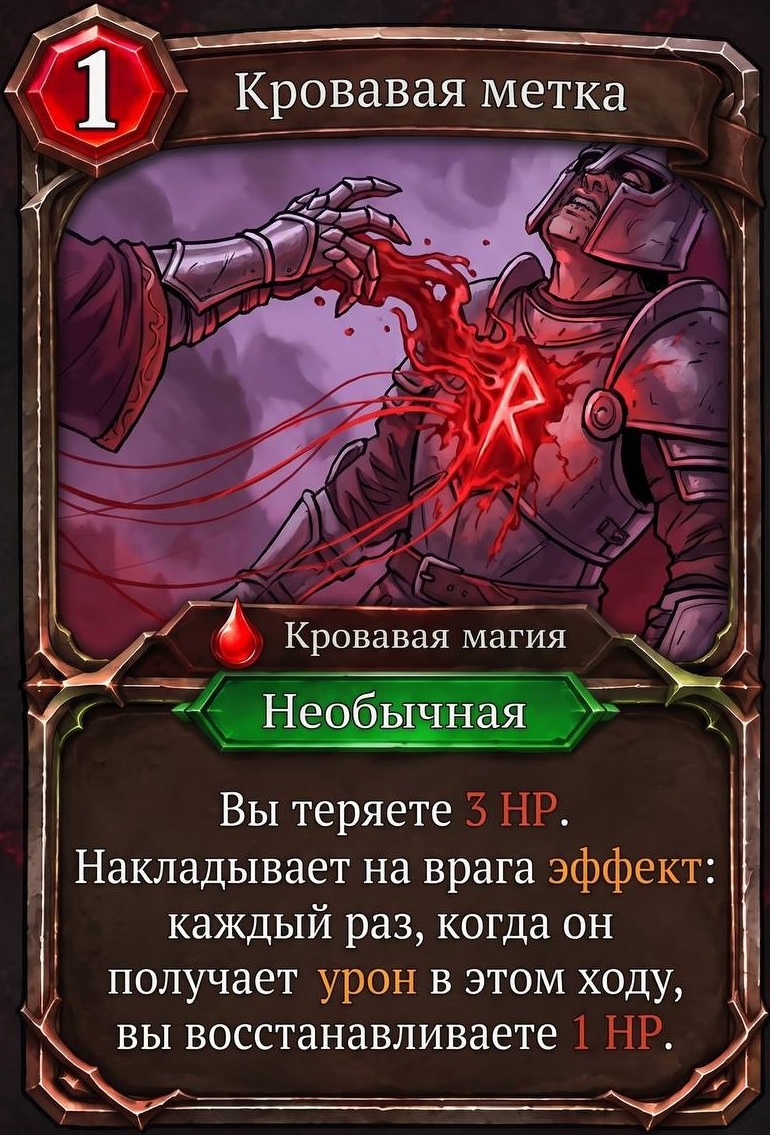 1
Кровавая метка
Кровавая магия
Необычная
Вы теряете 3 HP.
Накладывает на врага эффект:
каждый раз, когда он
получает урон в этом ходу,
вы восстанавливаете 1 HP.